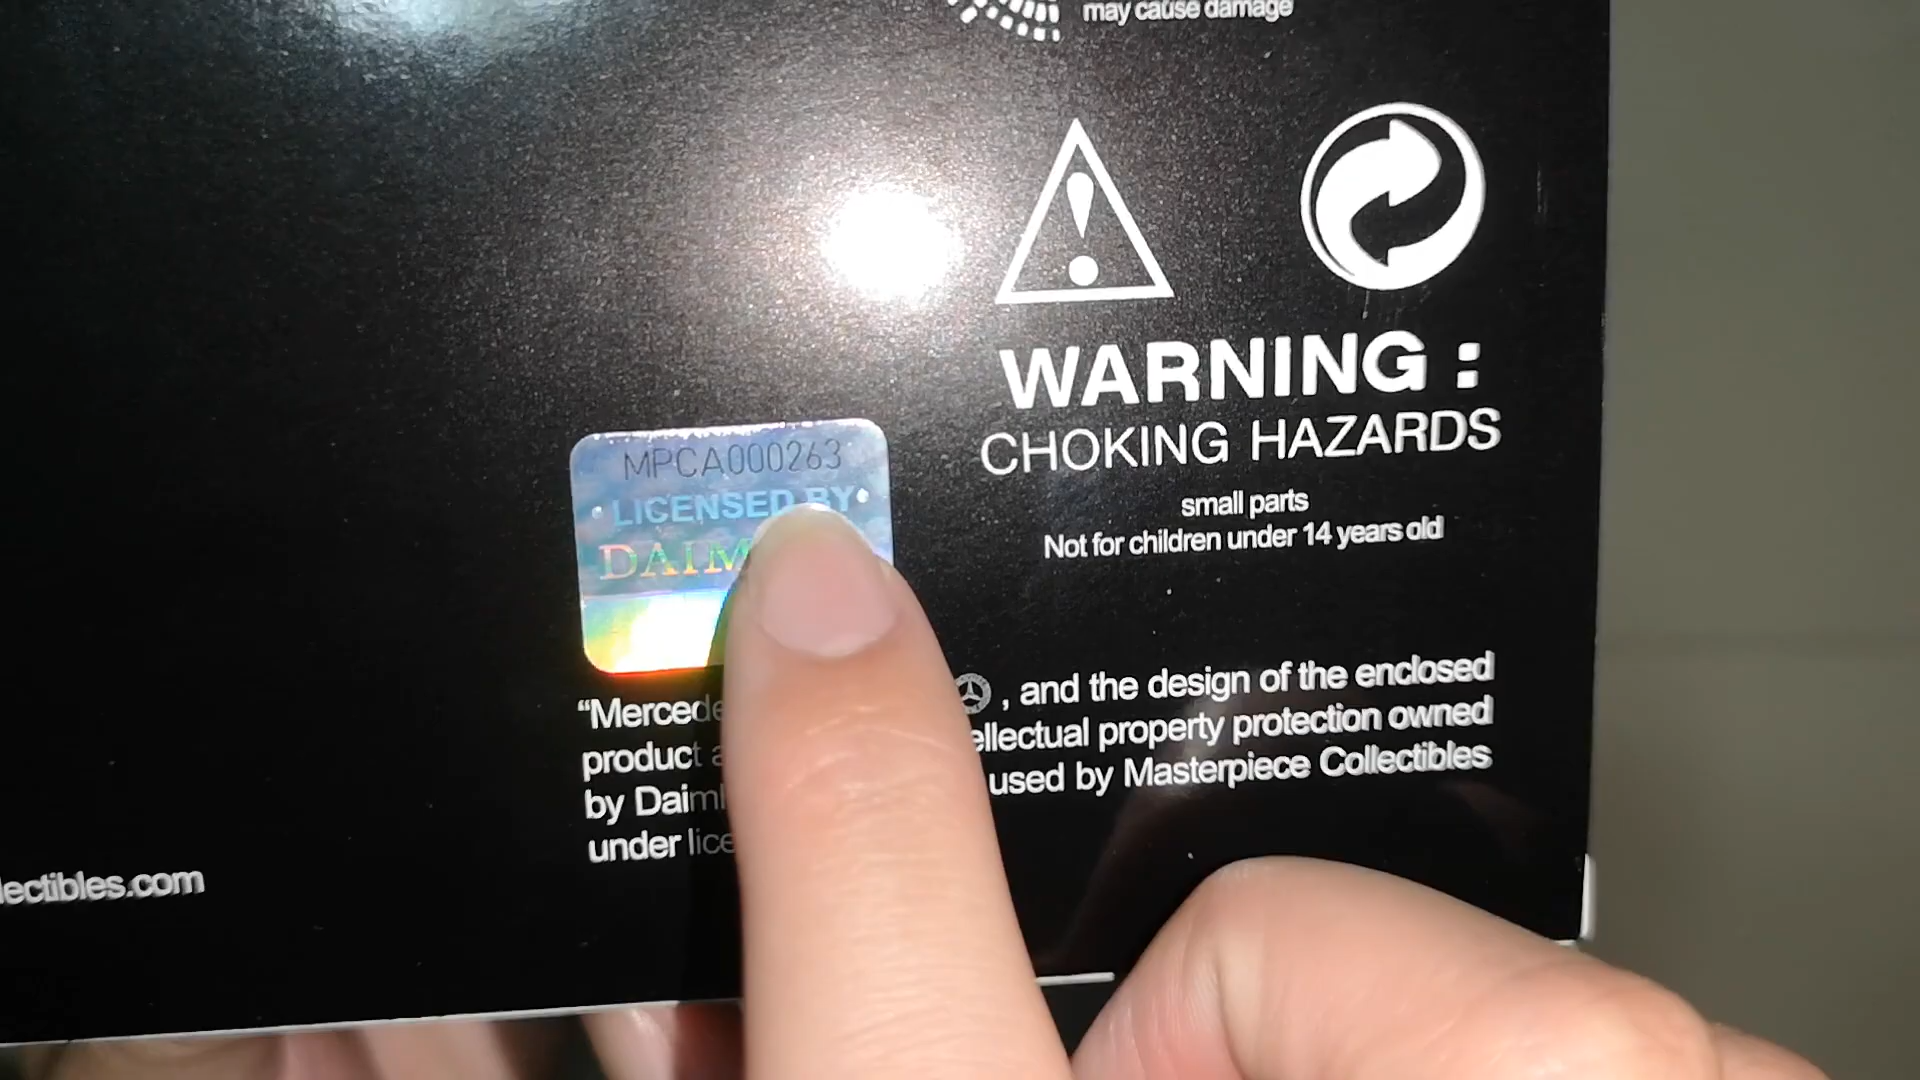 may cause damage
WARNING :
CHOKING HAZARDS
small parts
Not for children under 14 years old
MPCA000263
LICENSED BY
DAIM
“Merced , and the design of the enclosed
product ellectual property protection owned
by Daiml used by Masterpiece Collectibles
under lice
lectibles.com